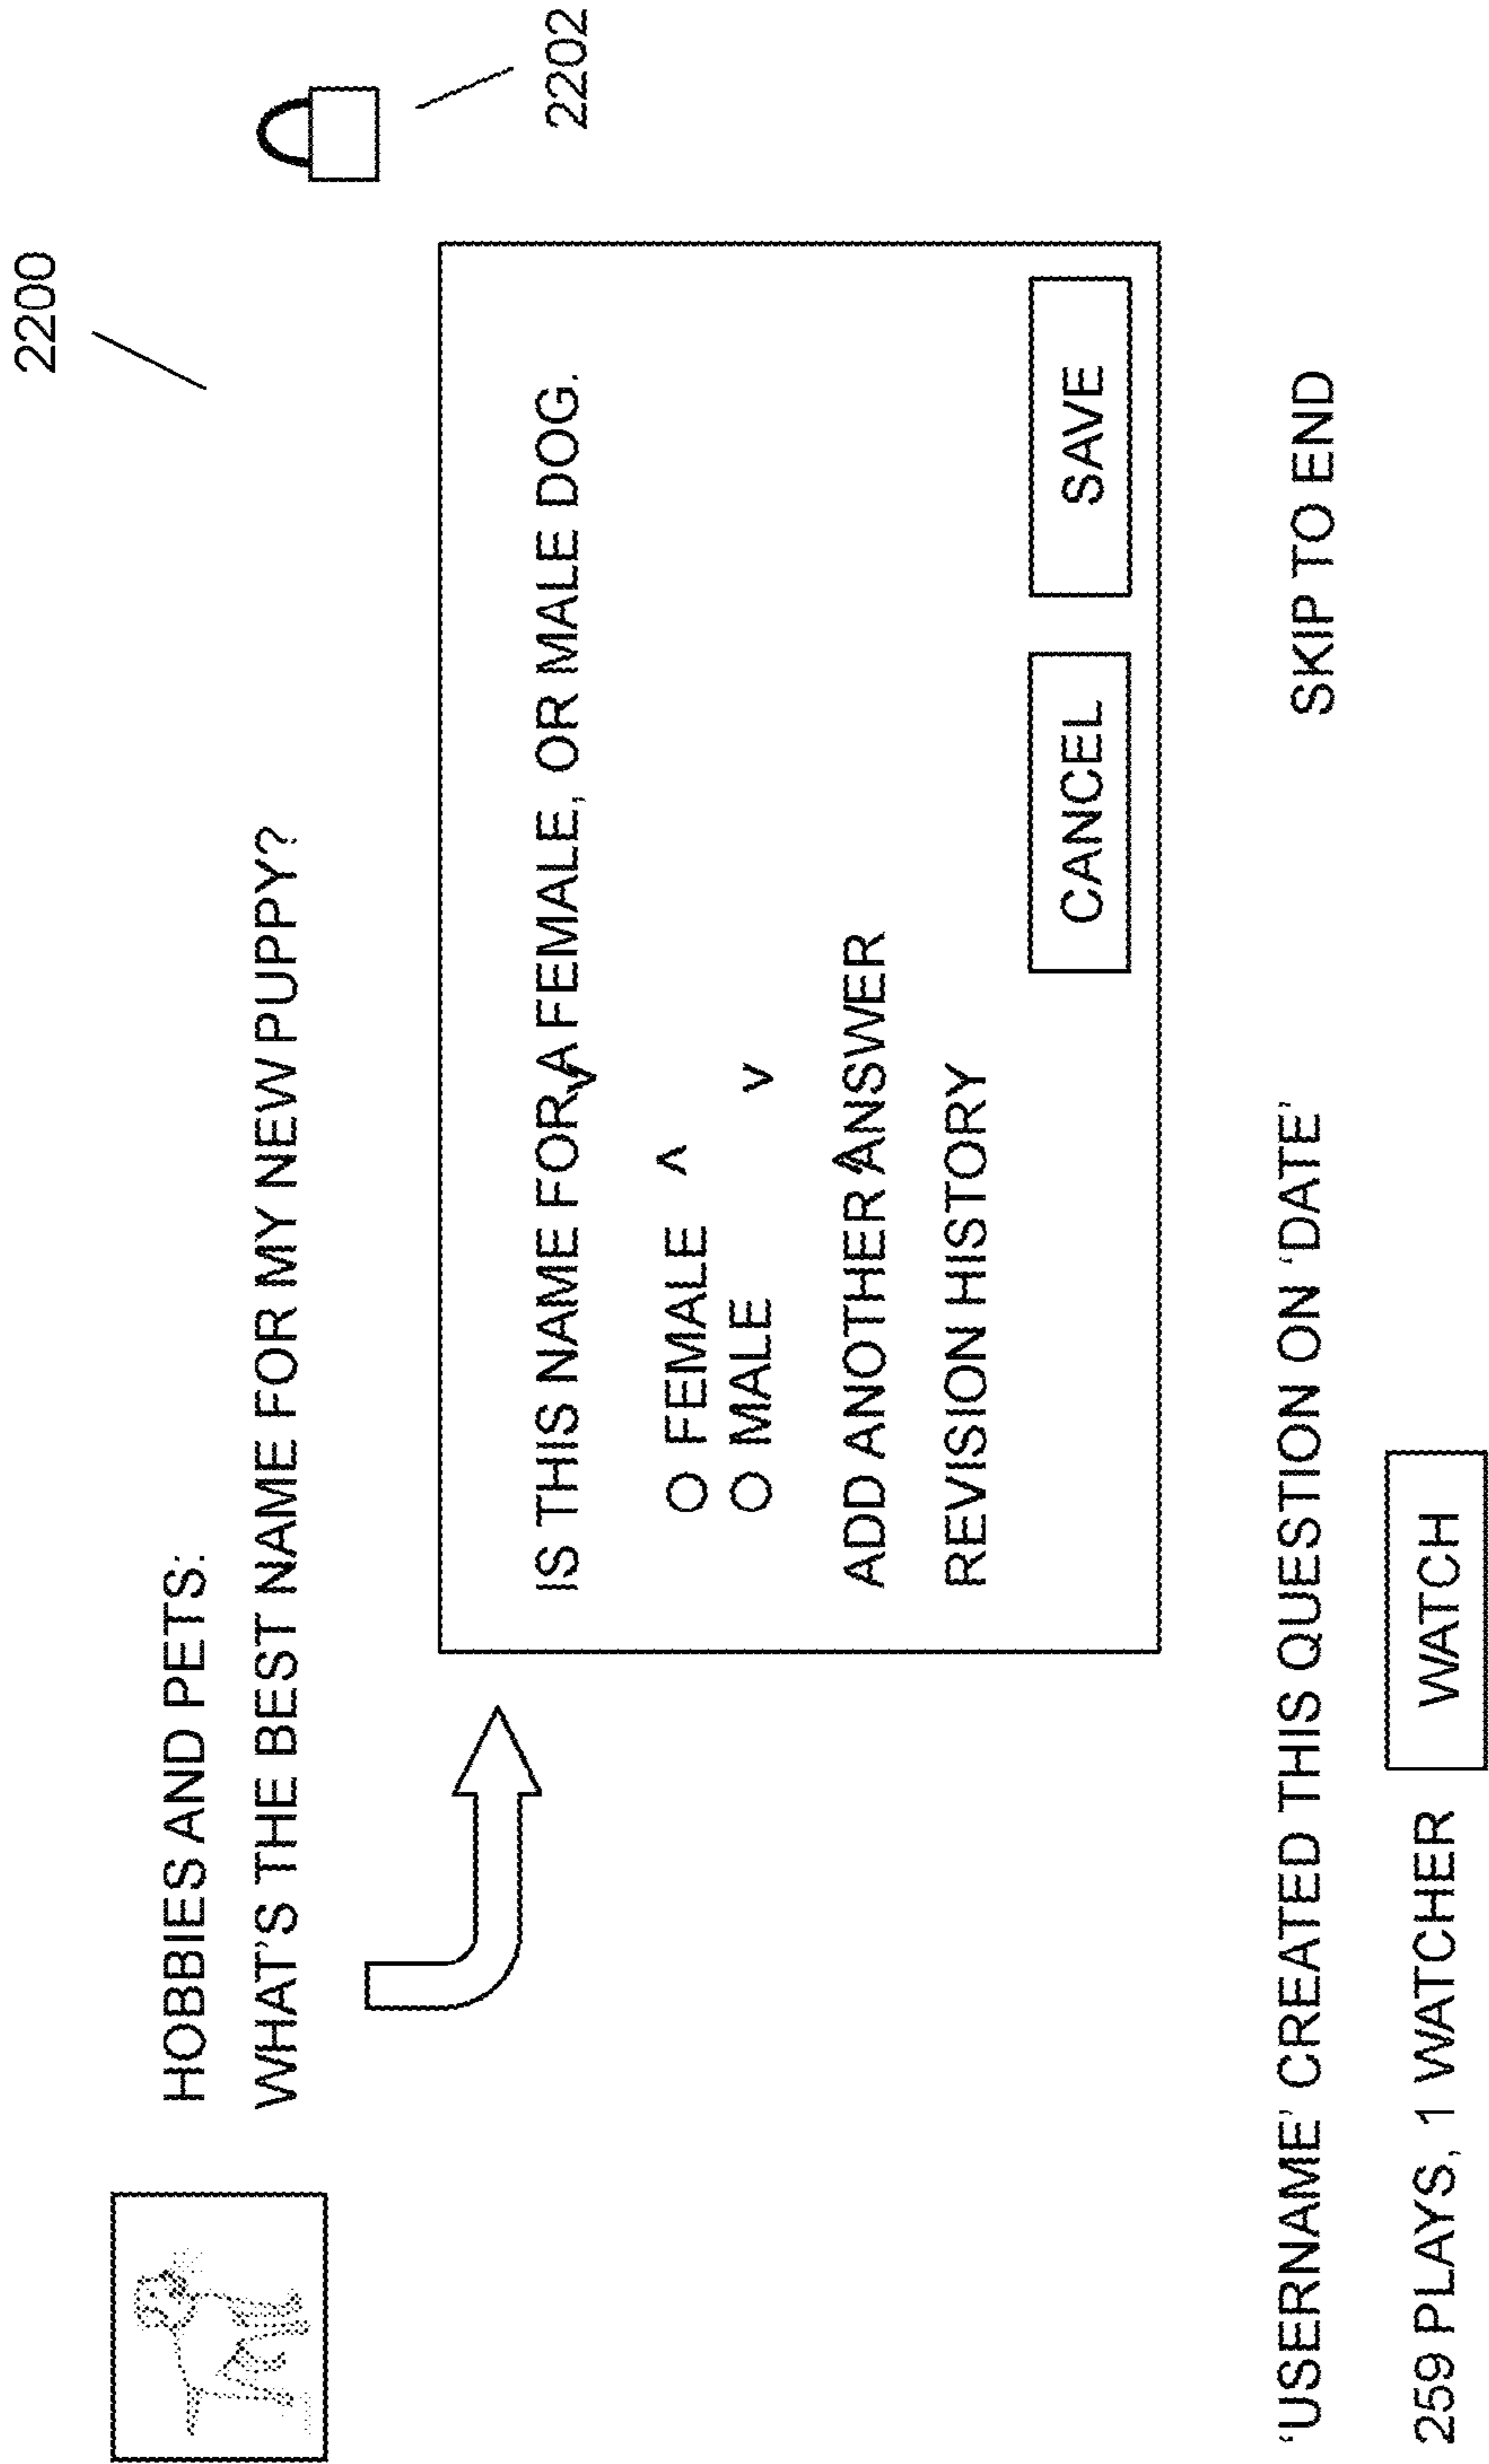 2200
HOBBIES AND PETS:
WHAT'S THE BEST NAME FOR MY NEW PUPPY?
2202
IS THIS NAME FOR A FEMALE, OR MALE DOG.
FEMALE ^
MALE v
ADD ANOTHER ANSWER
REVISION HISTORY
CANCEL SAVE
'USERNAME' CREATED THIS QUESTION ON 'DATE' SKIP TO END
259 PLAYS, 1 WATCHER WATCH